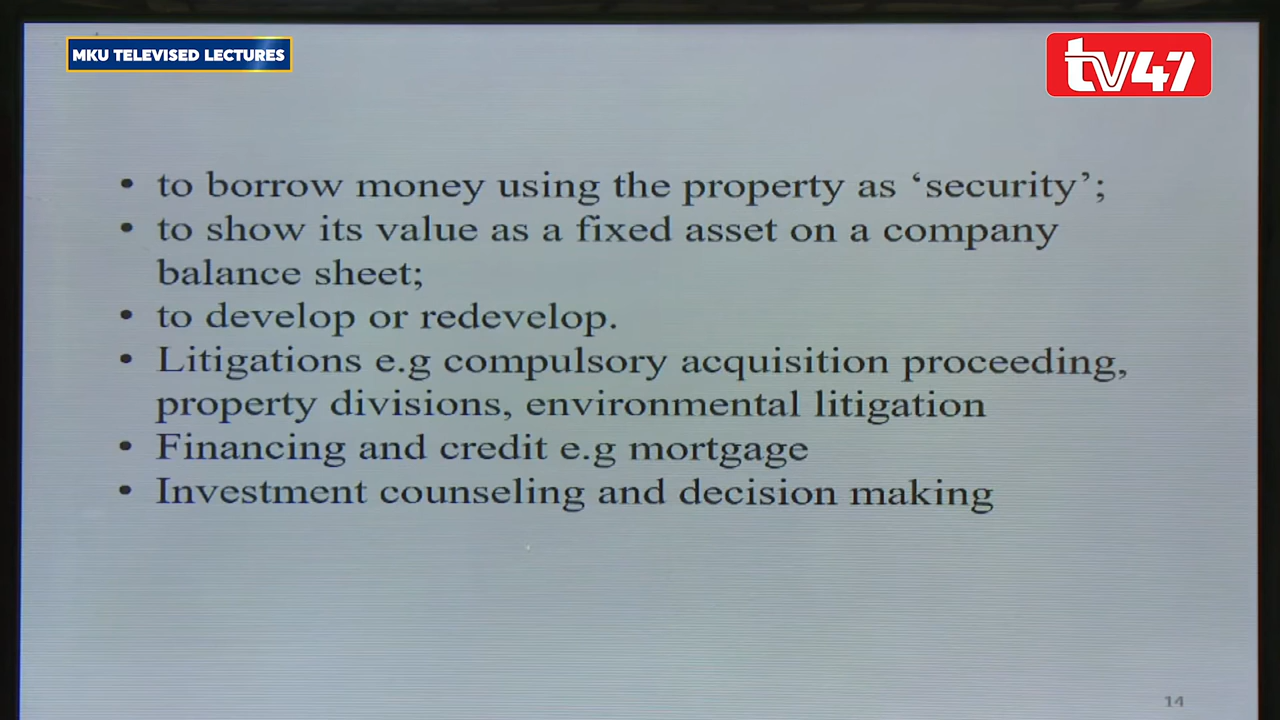 MKU TELEVISED LECTURES
tv47
• to borrow money using the property as ‘security’;
• to show its value as a fixed asset on a company
balance sheet;
• to develop or redevelop.
• Litigations e.g compulsory acquisition proceeding,
property divisions, environmental litigation
• Financing and credit e.g mortgage
• Investment counseling and decision making
14